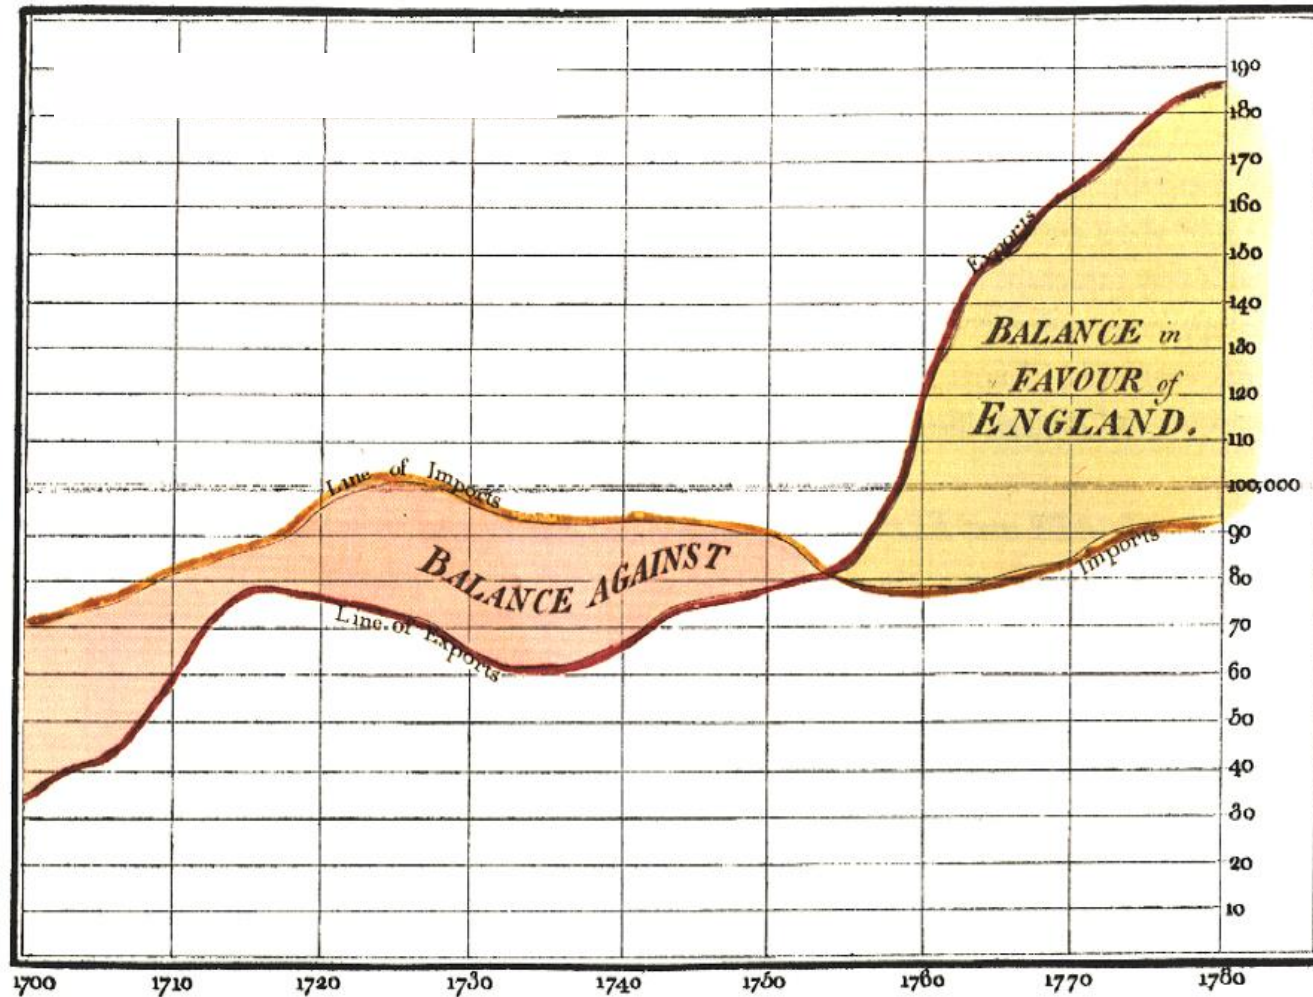 190
180
170
160
150
140
130
120
110
100,000
90
80
70
60
50
40
30
20
10
Exports
BALANCE in
FAVOUR of
ENGLAND.
Line of Imports
BALANCE AGAINST
Line of Exports
Imports
1700 1710 1720 1730 1740 1750 1760 1770 1780